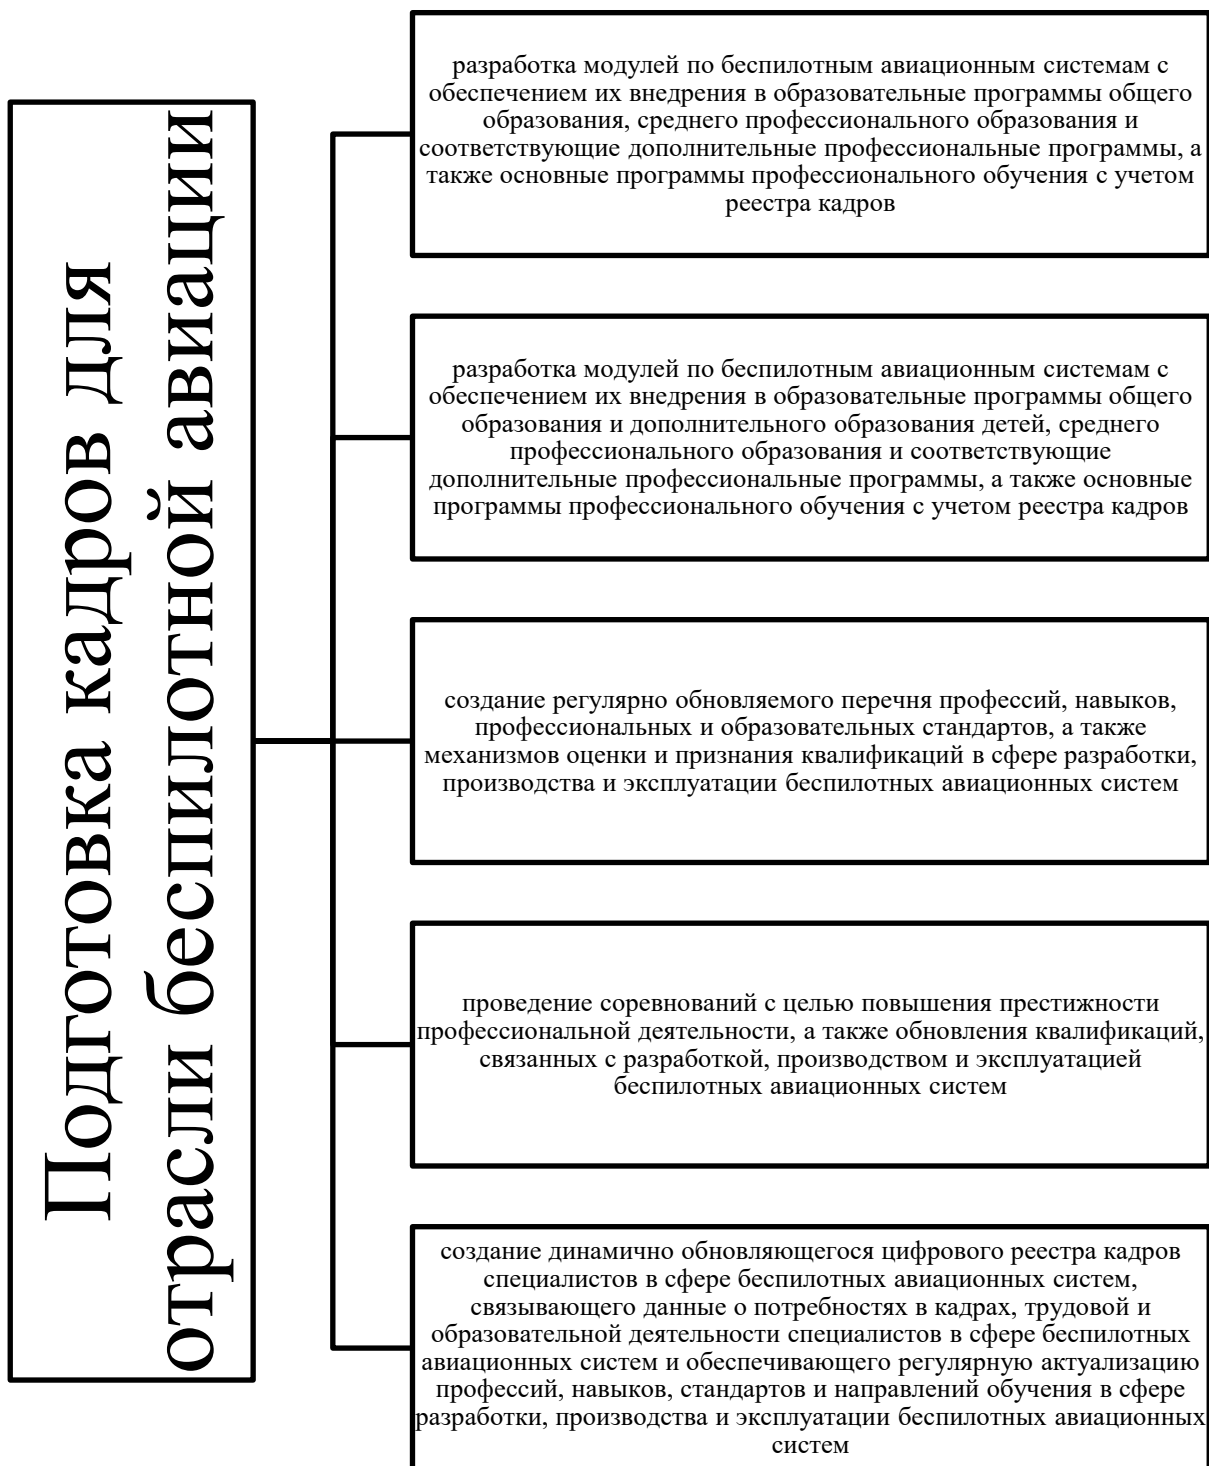 Подготовка кадров для
отрасли беспилотной авиации
разработка модулей по беспилотным авиационным системам с
обеспечением их внедрения в образовательные программы общего
образования, среднего профессионального образования и
соответствующие дополнительные профессиональные программы, а
также основные программы профессионального обучения с учетом
реестра кадров
разработка модулей по беспилотным авиационным системам с
обеспечением их внедрения в образовательные программы общего
образования и дополнительного образования детей, среднего
профессионального образования и соответствующие
дополнительные профессиональные программы, а также основные
программы профессионального обучения с учетом реестра кадров
создание регулярно обновляемого перечня профессий, навыков,
профессиональных и образовательных стандартов, а также
механизмов оценки и признания квалификаций в сфере разработки,
производства и эксплуатации беспилотных авиационных систем
проведение соревнований с целью повышения престижности
профессиональной деятельности, а также обновления квалификаций,
связанных с разработкой, производством и эксплуатацией
беспилотных авиационных систем
создание динамично обновляющегося цифрового реестра кадров
специалистов в сфере беспилотных авиационных систем,
связывающего данные о потребностях в кадрах, трудовой и
образовательной деятельности специалистов в сфере беспилотных
авиационных систем и обеспечивающего регулярную актуализацию
профессий, навыков, стандартов и направлений обучения в сфере
разработки, производства и эксплуатации беспилотных авиационных
систем